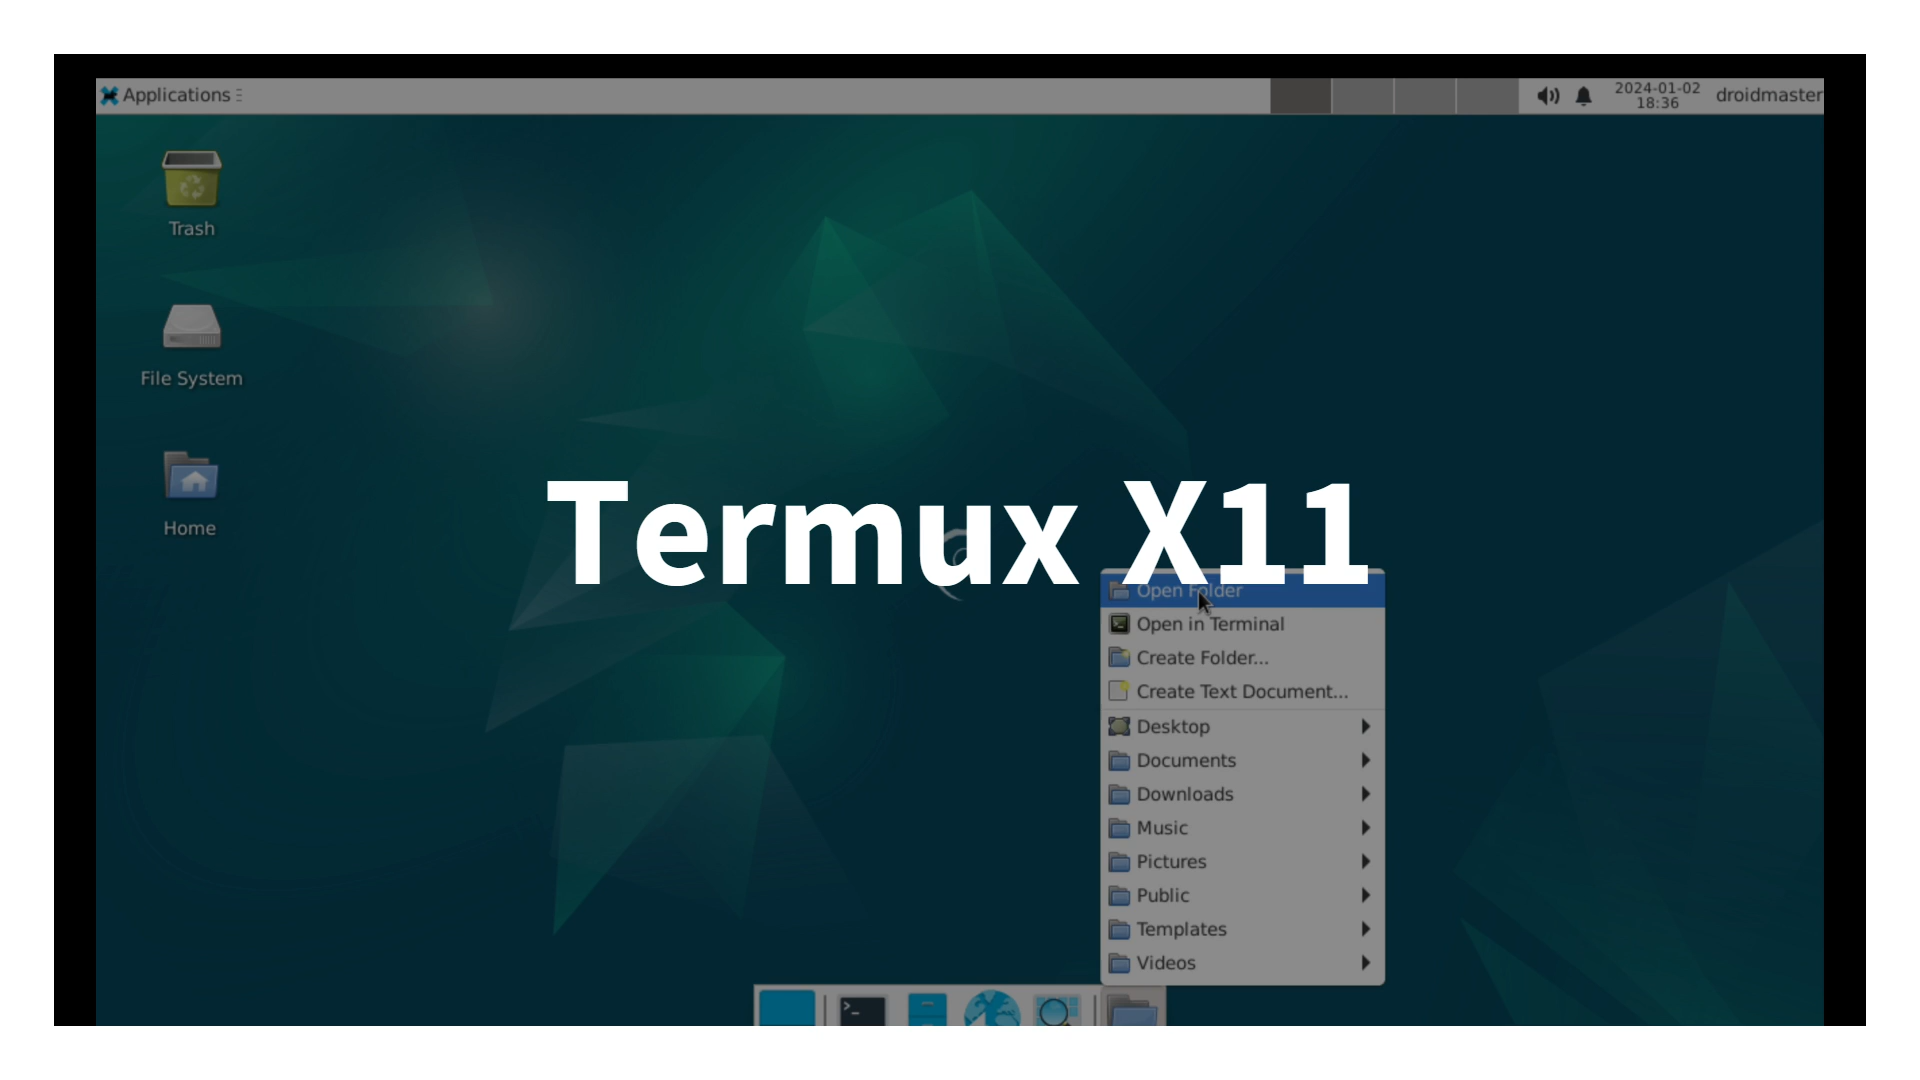 Applications
2024-01-02
18:36
droidmaster
Trash
File System
Home
Termux X11
Open Folder
Open in Terminal
Create Folder...
Create Text Document...
Desktop
Documents
Downloads
Music
Pictures
Public
Templates
Videos
>_